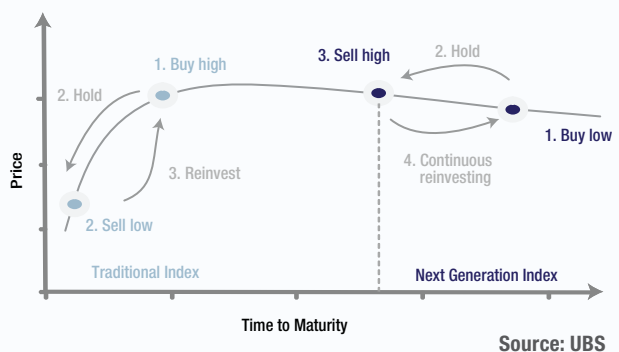 3. Sell high
2. Hold
1. Buy high
2. Hold
1. Buy low
4. Continuous
reinvesting
3. Reinvest
2. Sell low
Price
Traditional Index
Next Generation Index
Time to Maturity
Source: UBS